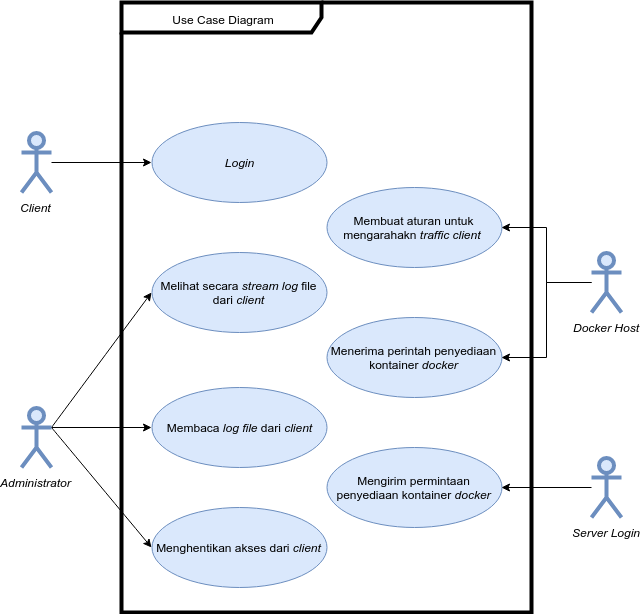 Use Case Diagram
Login
Client
Membuat aturan untuk
mengarahakn traffic client
Melihat secara stream log file
dari client
Docker Host
Menerima perintah penyediaan
kontainer docker
Membaca log file dari client
Administrator
Mengirim permintaan
penyediaan kontainer docker
Server Login
Menghentikan akses dari client